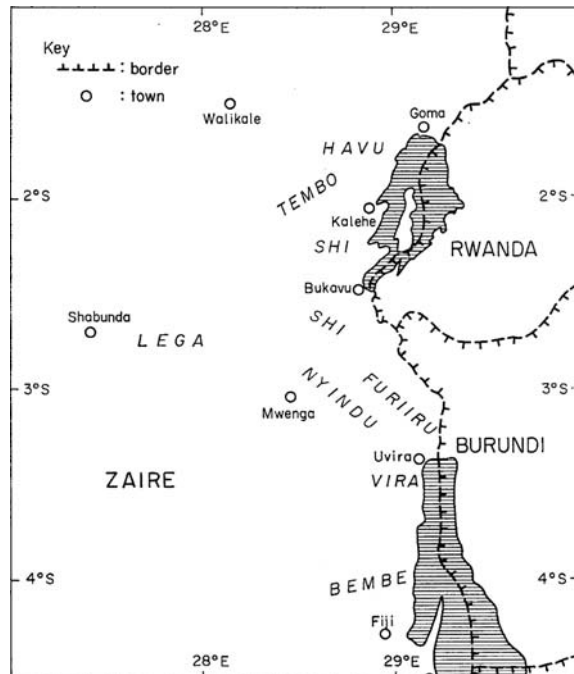 28°E
29°E
Key
: border
: town
Walikale
Goma
HAVU
TEMBO
2°S
2°S
Kalehe
SHI
RWANDA
Bukavu
SHI
Shabunda
LEGA
3°S
3°S
NYINDU
FURIIRU
Mwenga
Uvira
BURUNDI
ZAIRE
VIRA
4°S
4°S
BEMBE
Fiji
28°E
29°E